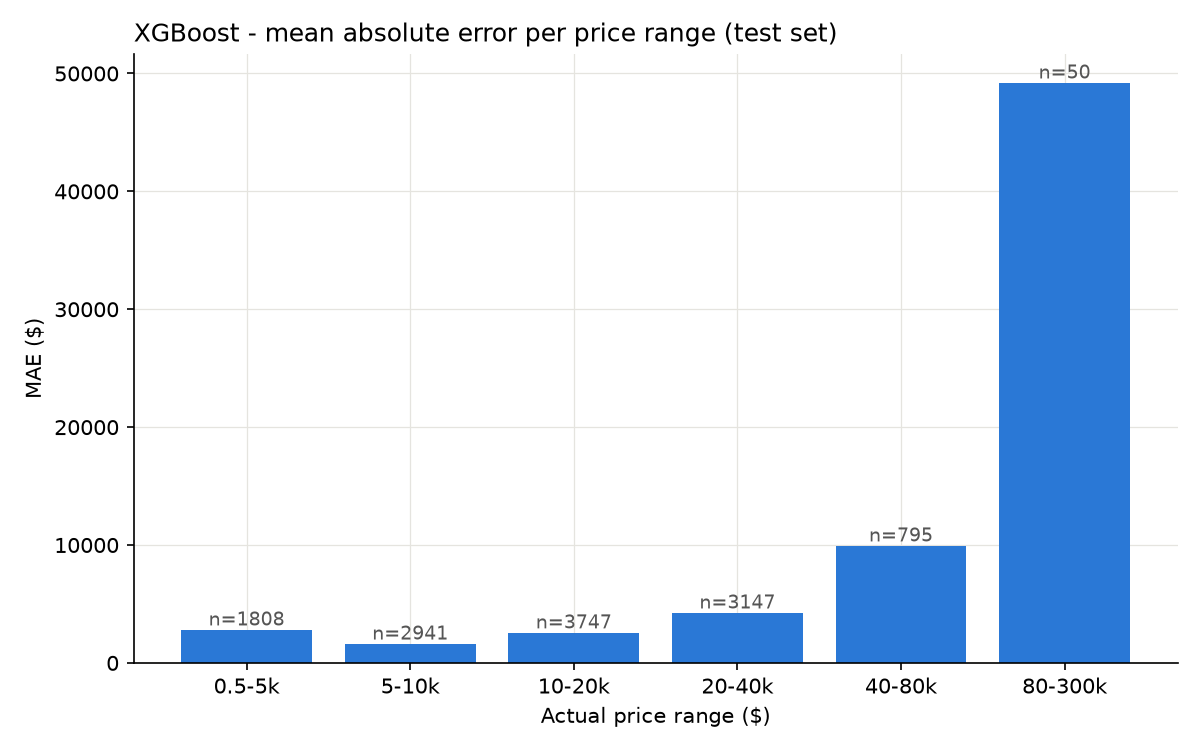 XGBoost - mean absolute error per price range (test set)
MAE ($)
50000
40000
30000
20000
10000
0
n=1808
n=2941
n=3747
n=3147
n=795
n=50
0.5-5k
5-10k
10-20k
20-40k
40-80k
80-300k
Actual price range ($)